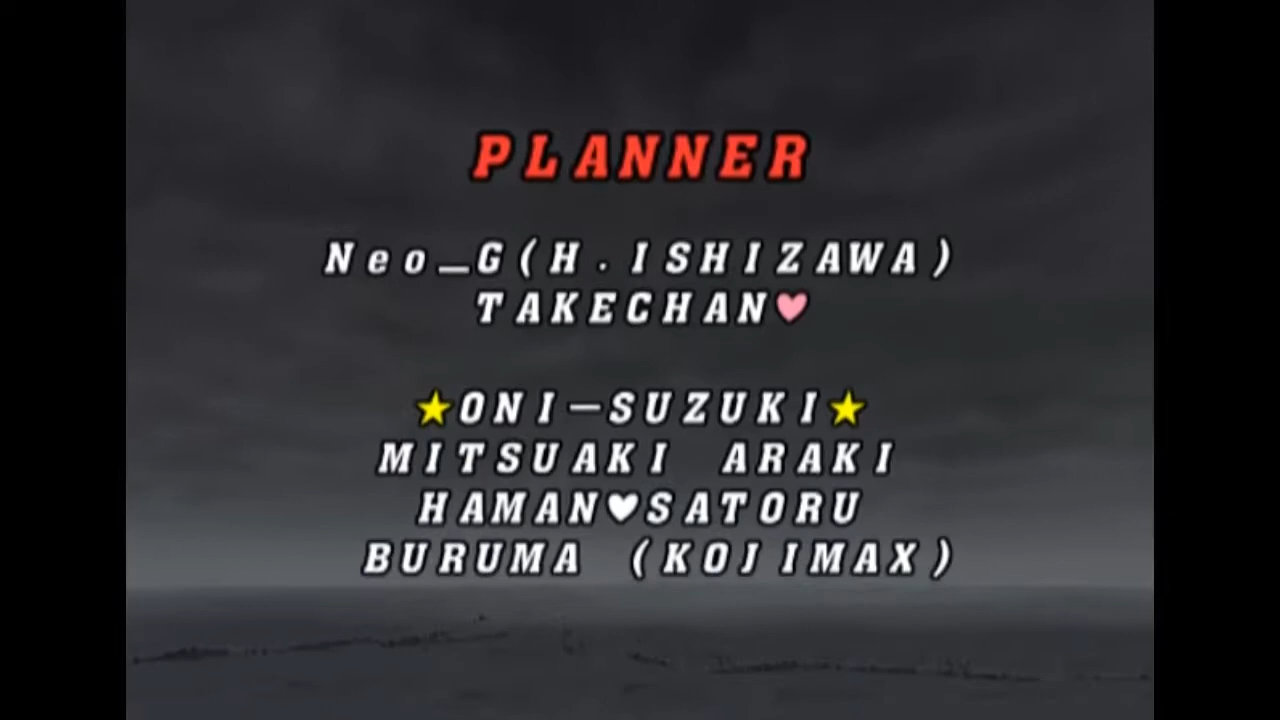 PLANNER
Neo_G(H.ISHIZAWA)
TAKECHAN♥
★ONI-SUZUKI★
MITSUAKI ARAKI
HAMAN♥SATORU
BURUMA (KOJIMAX)